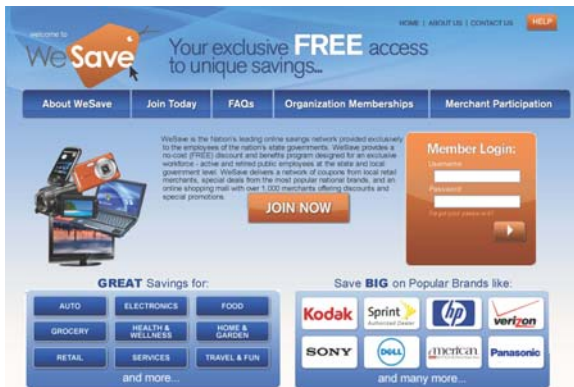 HOME | ABOUT US | CONTACT US
HELP
welcome to
WeSave
Your exclusive FREE access
to unique savings...
About WeSave
Join Today
FAQs
Organization Memberships
Merchant Participation
WeSave is the Nation's leading online savings network provided exclusively
to the employees of the nation's state governments. WeSave provides a
no-cost (FREE) discount and benefits program designed for an exclusive
workforce - active and retired public employees at the state and local
government level. WeSave delivers a network of coupons from local retail
merchants, special deals from the most popular national brands, and an
online shopping mall with over 1,000 merchants offering discounts and
special promotions.
JOIN NOW
Member Login:
Username
Password
Forgot your password?
GREAT Savings for:
AUTO
ELECTRONICS
FOOD
GROCERY
HEALTH &
WELLNESS
HOME &
GARDEN
RETAIL
SERVICES
TRAVEL & FUN
and more...
Save BIG on Popular Brands like:
Kodak
Sprint
Authorized Dealer
hp
verizon
SONY
DELL
american
Panasonic
and many more...